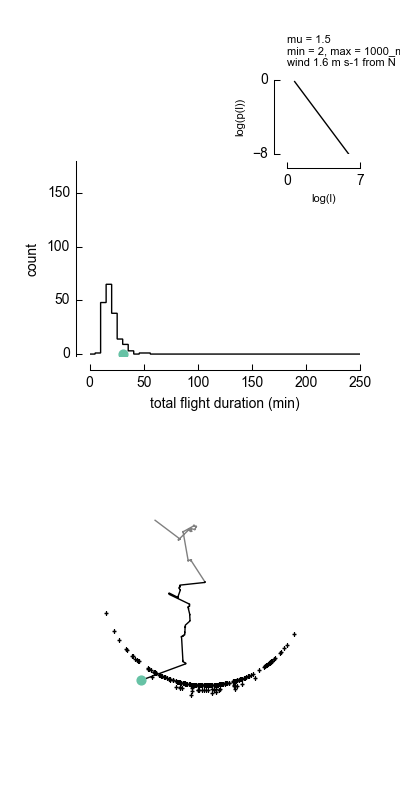 mu = 1.5
min = 2, max = 1000_m
wind 1.6 m s-1 from N
0
log(p(l))
−8
0
7
log(l)
150
count
100
50
0
0
50
100
150
200
250
total flight duration (min)